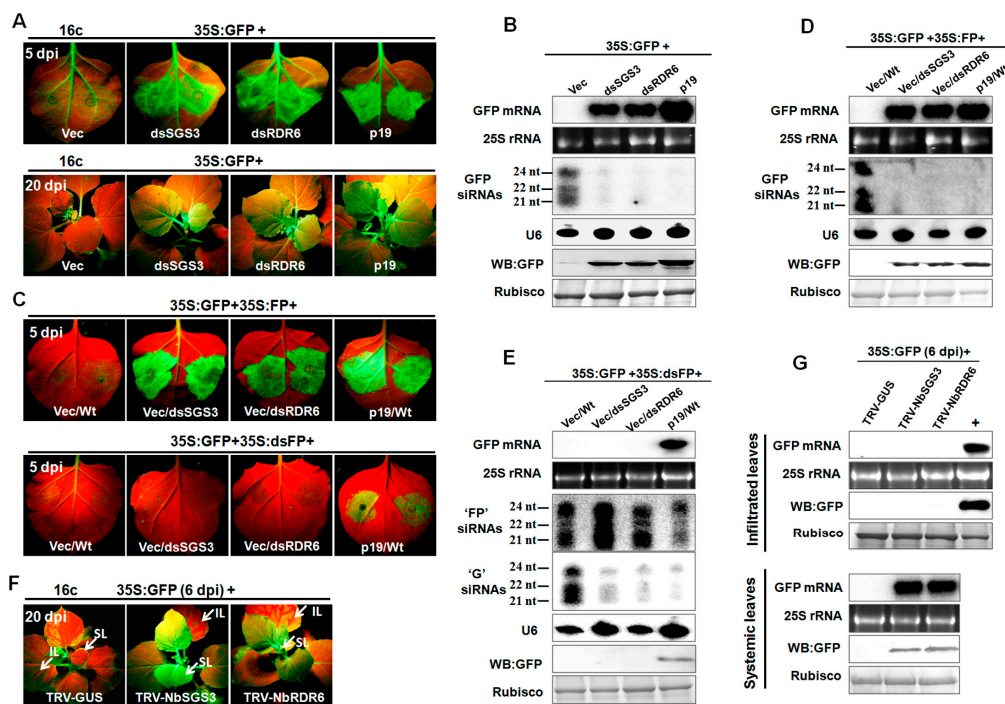 A
16c
35S:GFP +
5 dpi
Vec
dsSGS3
dsRDR6
p19
16c
35S:GFP+
20 dpi
Vec
dsSGS3
dsRDR6
p19
B
35S:GFP +
Vec
dsSGS3
dsRDR6
p19
GFP mRNA
25S rRNA
GFP
siRNAs
24 nt
22 nt
21 nt
U6
WB:GFP
Rubisco
C
35S:GFP+35S:FP+
5 dpi
Vec/Wt
Vec/dsSGS3
Vec/dsRDR6
p19/Wt
35S:GFP+35S:dsFP+
5 dpi
Vec/Wt
Vec/dsSGS3
Vec/dsRDR6
p19/Wt
D
35S:GFP +35S:FP+
Vec/Wt
Vec/dsSGS3
Vec/dsRDR6
p19/Wt
GFP mRNA
25S rRNA
GFP
siRNAs
24 nt
22 nt
21 nt
U6
WB:GFP
Rubisco
E
35S:GFP +35S:dsFP+
Vec/Wt
Vec/dsSGS3
Vec/dsRDR6
p19/Wt
GFP mRNA
25S rRNA
'FP'
siRNAs
24 nt
22 nt
21 nt
'G'
siRNAs
24 nt
22 nt
21 nt
U6
WB:GFP
Rubisco
F
16c
35S:GFP (6 dpi) +
20 dpi
IL
SL
TRV-GUS
IL
SL
TRV-NbSGS3
IL
SL
TRV-NbRDR6
G
35S:GFP (6 dpi)+
TRV-GUS
TRV-NbSGS3
TRV-NbRDR6
+
Infiltrated leaves
GFP mRNA
25S rRNA
WB:GFP
Rubisco
Systemic leaves
GFP mRNA
25S rRNA
WB:GFP
Rubisco